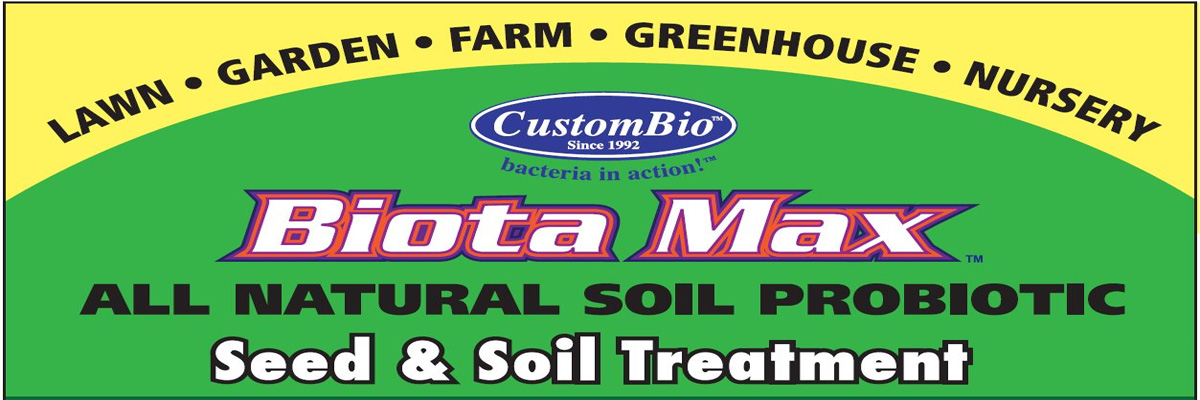 LAWN • GARDEN • FARM • GREENHOUSE • NURSERY
CustomBio™
Since 1992
bacteria in action!™
Biota Max™
ALL NATURAL SOIL PROBIOTIC
Seed & Soil Treatment